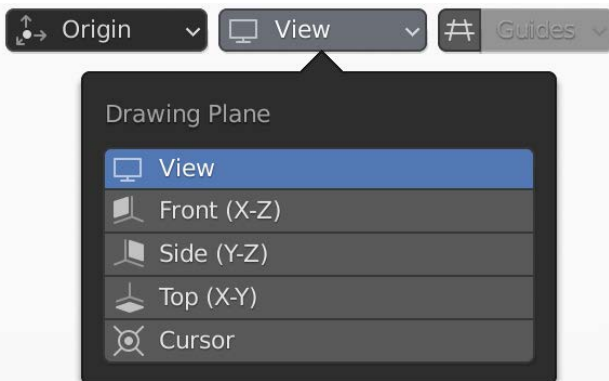 Origin View Guides
Drawing Plane
View
Front (X-Z)
Side (Y-Z)
Top (X-Y)
Cursor